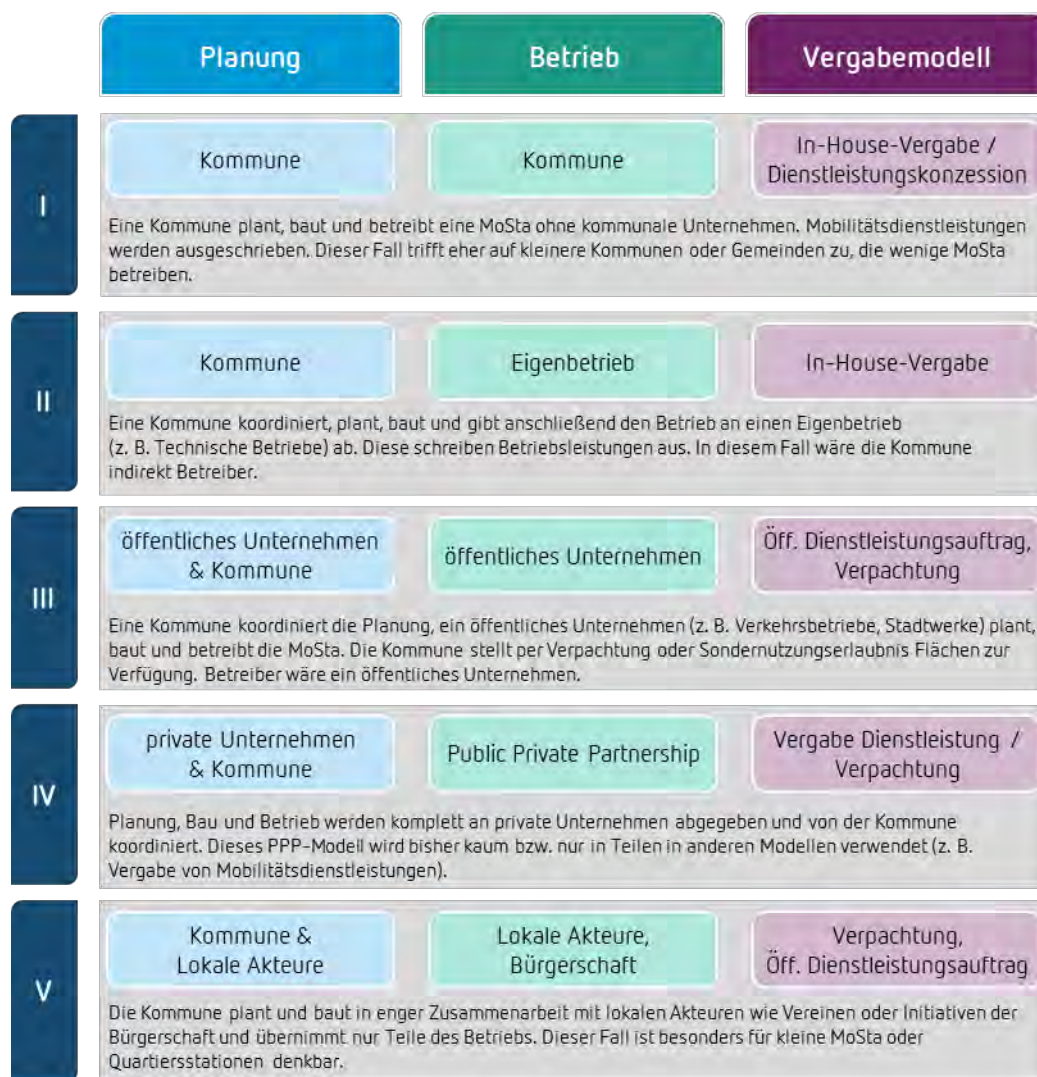 Planung
Betrieb
Vergabemodell
I
Kommune
Kommune
In-House-Vergabe /
Dienstleistungskonzession
Eine Kommune plant, baut und betreibt eine MoSta ohne kommunale Unternehmen. Mobilitätsdienstleistungen
werden ausgeschrieben. Dieser Fall trifft eher auf kleinere Kommunen oder Gemeinden zu, die wenige MoSta
betreiben.
II
Kommune
Eigenbetrieb
In-House-Vergabe
Eine Kommune koordiniert, plant, baut und gibt anschließend den Betrieb an einen Eigenbetrieb
(z. B. Technische Betriebe) ab. Diese schreiben Betriebsleistungen aus. In diesem Fall wäre die Kommune
indirekt Betreiber.
III
öffentliches Unternehmen
& Kommune
öffentliches Unternehmen
Öff. Dienstleistungsauftrag,
Verpachtung
Eine Kommune koordiniert die Planung, ein öffentliches Unternehmen (z. B. Verkehrsbetriebe, Stadtwerke) plant,
baut und betreibt die MoSta. Die Kommune stellt per Verpachtung oder Sondernutzungserlaubnis Flächen zur
Verfügung. Betreiber wäre ein öffentliches Unternehmen.
IV
private Unternehmen
& Kommune
Public Private Partnership
Vergabe Dienstleistung /
Verpachtung
Planung, Bau und Betrieb werden komplett an private Unternehmen abgegeben und von der Kommune
koordiniert. Dieses PPP-Modell wird bisher kaum bzw. nur in Teilen in anderen Modellen verwendet (z. B.
Vergabe von Mobilitätsdienstleistungen).
V
Kommune &
Lokale Akteure
Lokale Akteure,
Bürgerschaft
Verpachtung,
Öff. Dienstleistungsauftrag
Die Kommune plant und baut in enger Zusammenarbeit mit lokalen Akteuren wie Vereinen oder Initiativen der
Bürgerschaft und übernimmt nur Teile des Betriebs. Dieser Fall ist besonders für kleine MoSta oder
Quartiersstationen denkbar.